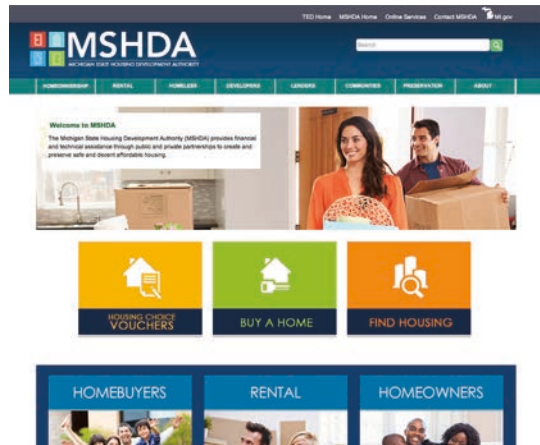 TED Home MSHDA Home Online Services Contact MSHDA MI.gov
MSHDA
MICHIGAN STATE HOUSING DEVELOPMENT AUTHORITY
Search
HOMEOWNERSHIP RENTAL HOMELESS DEVELOPERS LENDERS COMMUNITIES PRESERVATION ABOUT
Welcome to MSHDA
The Michigan State Housing Development Authority (MSHDA) provides financial
and technical assistance through public and private partnerships to create and
preserve safe and decent affordable housing.
HOUSING CHOICE
VOUCHERS
BUY A HOME
FIND HOUSING
HOMEBUYERS
RENTAL
HOMEOWNERS